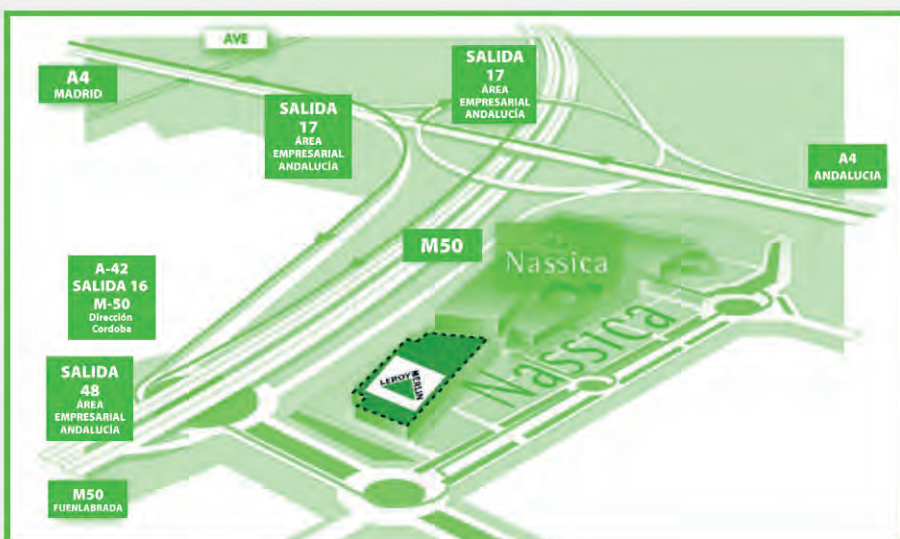 AVE
A4
MADRID
SALIDA
17
ÁREA
EMPRESARIAL
ANDALUCÍA
SALIDA
17
ÁREA
EMPRESARIAL
ANDALUCÍA
A4
ANDALUCIA
M50
Nassica
A-42
SALIDA 16
M-50
Dirección
Cordoba
Nassica
LEROY MERLIN
SALIDA
48
ÁREA
EMPRESARIAL
ANDALUCÍA
M50
FUENLABRADA